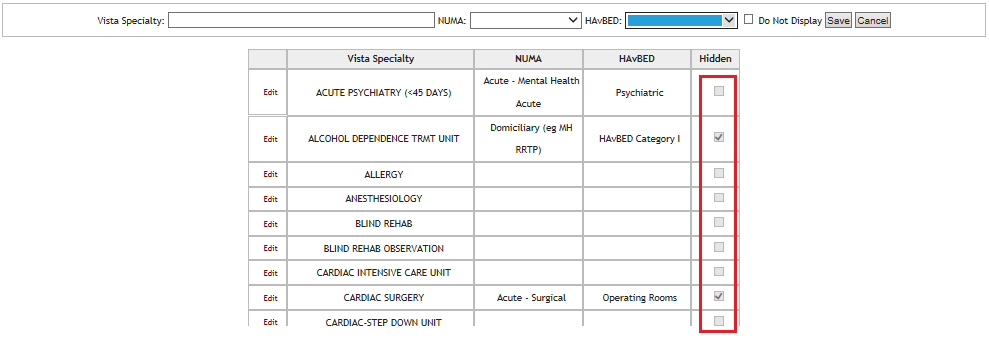 Vista Specialty: NUMA: HAvBED: Do Not Display Save Cancel
Vista Specialty NUMA HAvBED Hidden
Edit ACUTE PSYCHIATRY (<45 DAYS) Acute - Mental Health Acute Psychiatric
Edit ALCOHOL DEPENDENCE TRMT UNIT Domiciliary (eg MH RRTP) HAvBED Category I
Edit ALLERGY
Edit ANESTHESIOLOGY
Edit BLIND REHAB
Edit BLIND REHAB OBSERVATION
Edit CARDIAC INTENSIVE CARE UNIT
Edit CARDIAC SURGERY Acute - Surgical Operating Rooms
Edit CARDIAC-STEP DOWN UNIT